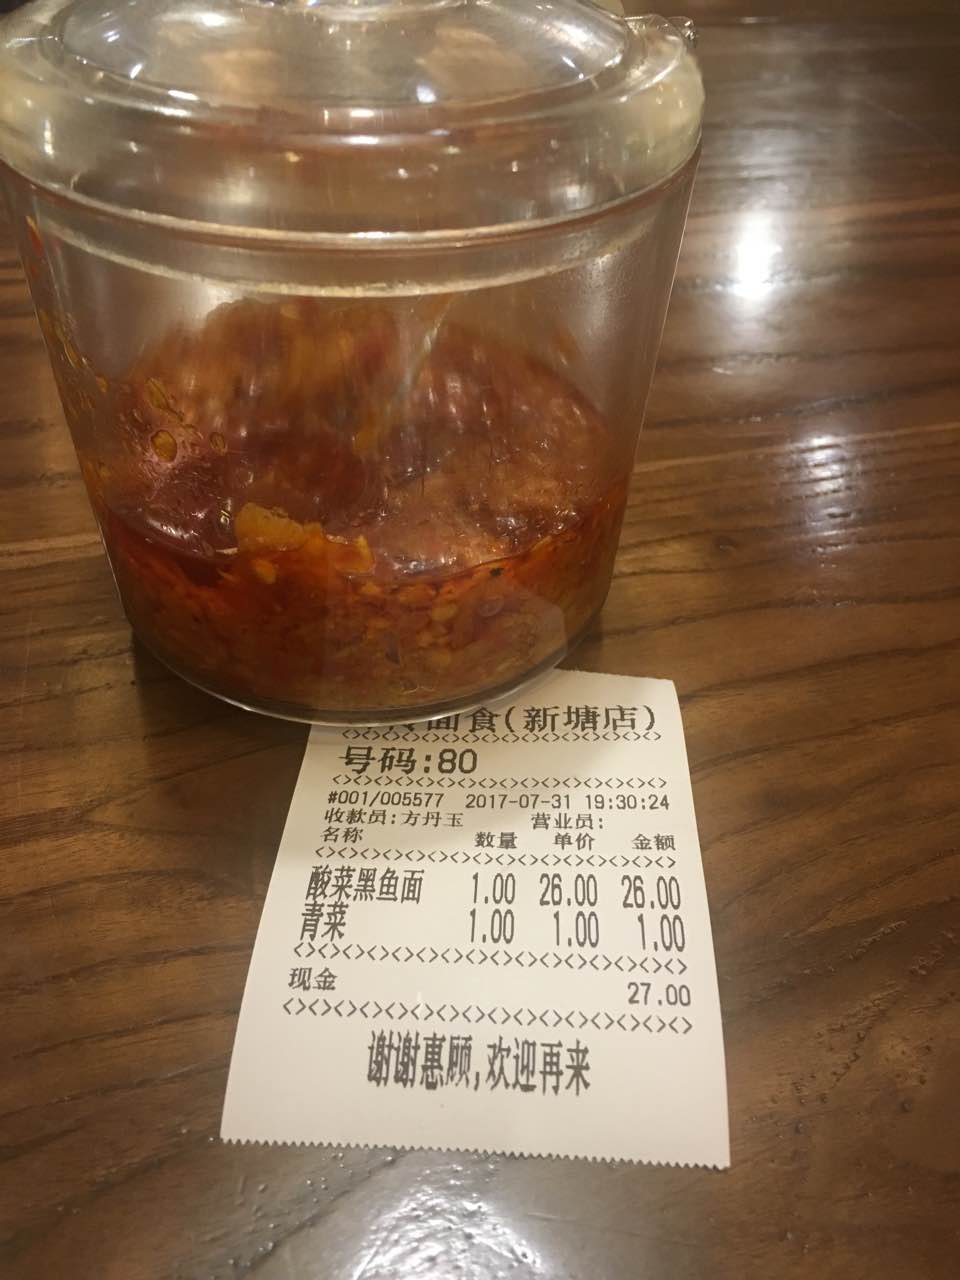 面食(新塘店)
号码:80
#001/005577 2017-07-31 19:30:24
收款员:方丹玉 营业员:
名称 数量 单价 金额
酸菜黑鱼面 1.00 26.00 26.00
青菜 1.00 1.00 1.00
现金 27.00
谢谢惠顾,欢迎再来